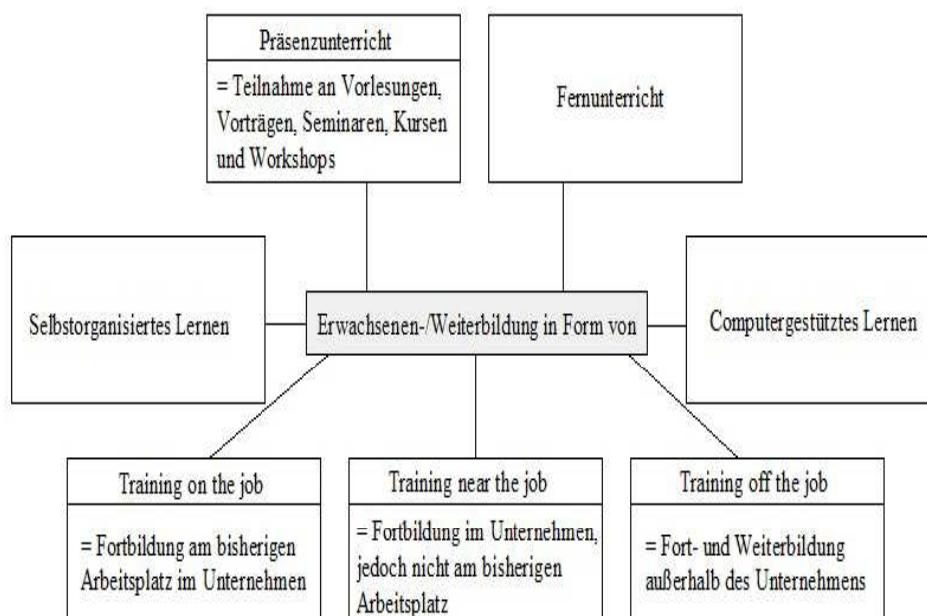 Präsenzunterricht
= Teilnahme an Vorlesungen,
Vorträgen, Seminaren, Kursen
und Workshops
Fernunterricht
Selbstorganisiertes Lernen
Erwachsenen-/Weiterbildung in Form von
Computergestütztes Lernen
Training on the job
= Fortbildung am bisherigen
Arbeitsplatz im Unternehmen
Training near the job
= Fortbildung im Unternehmen,
jedoch nicht am bisherigen
Arbeitsplatz
Training off the job
= Fort- und Weiterbildung
außerhalb des Unternehmens